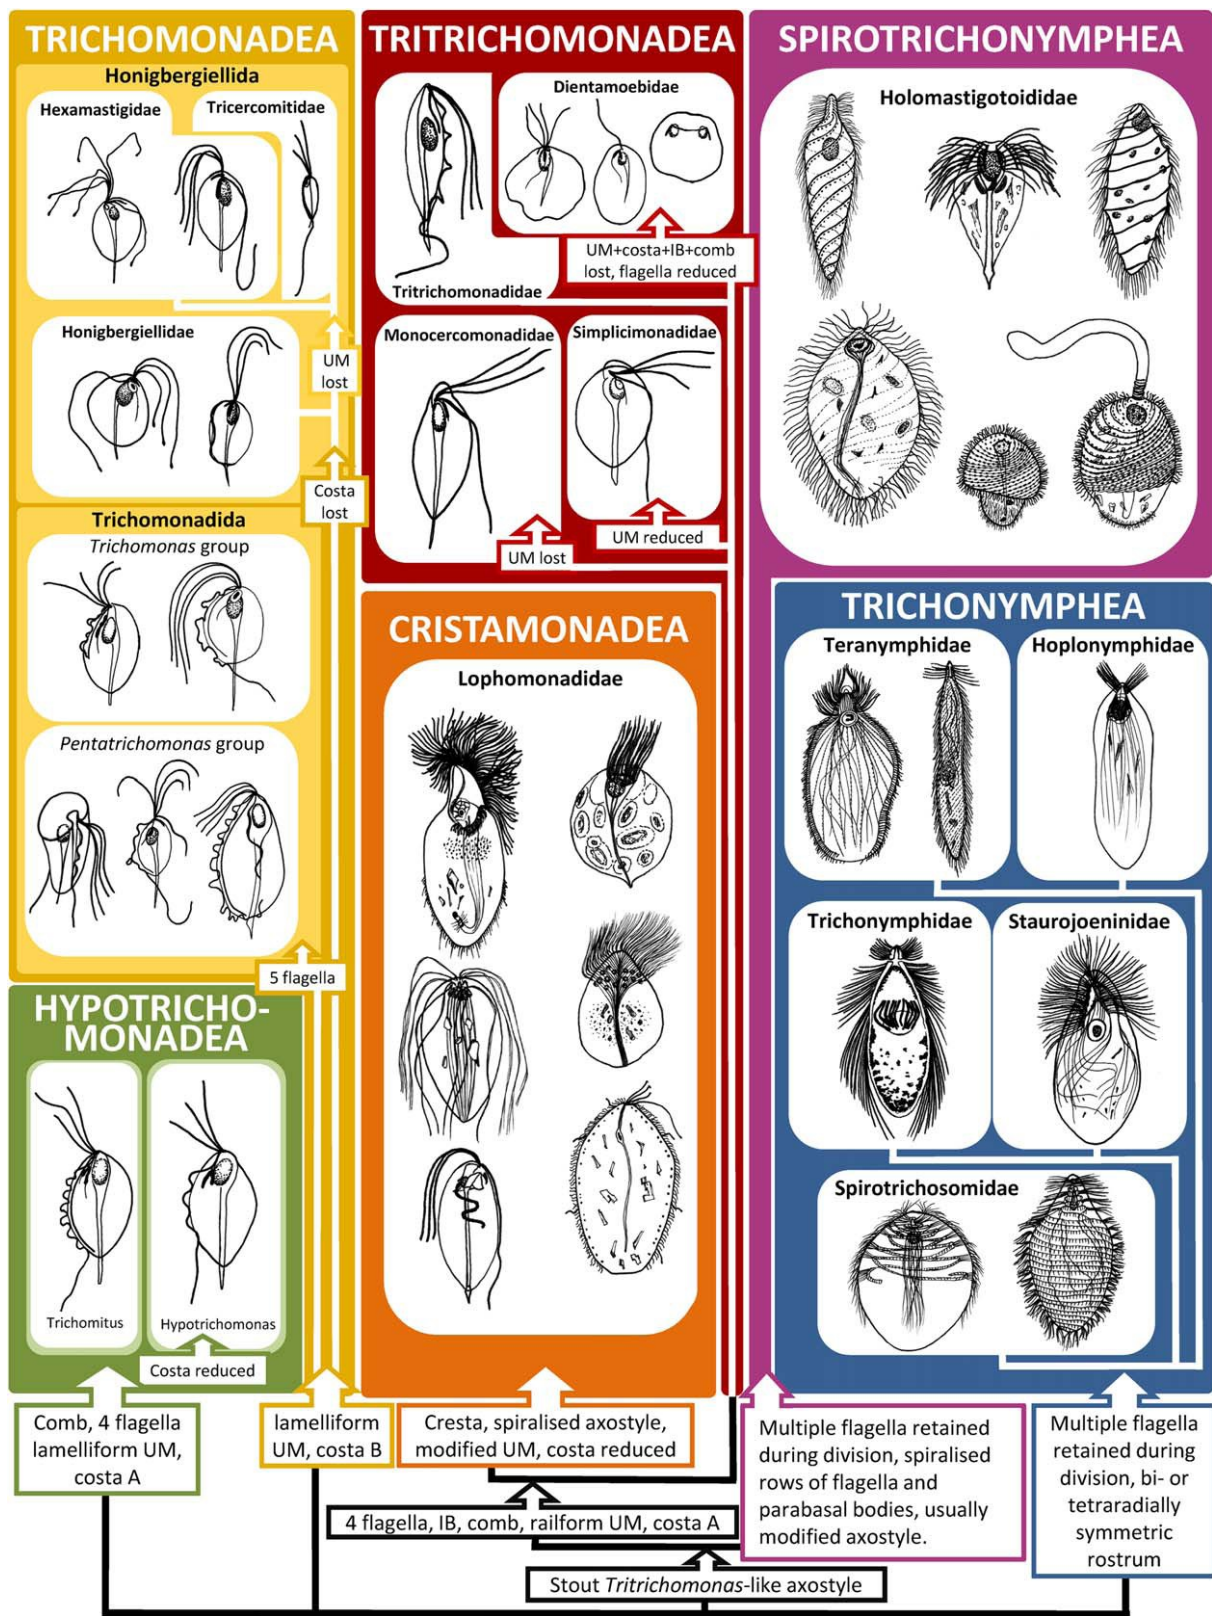 TRICHOMONADEA
Honigbergiellida
Hexamastigidae
Tricercomitidae
Honigbergiellidae
UM
lost
Costa
lost
Trichomonadida
Trichomonas group
Pentatrichomonas group
5 flagella
HYPOTRICHO-
MONADEA
Trichomitus
Hypotrichomonas
Costa reduced
Comb, 4 flagella
lamelliform UM,
costa A
lamelliform
UM, costa B
TRITRICHOMONADEA
Dientamoebidae
UM+costa+IB+comb
lost, flagella reduced
Tritrichomonadidae
Monocercomonadidae
Simplicimonadidae
UM reduced
UM lost
CRISTAMONADEA
Lophomonadidae
Cresta, spiralised axostyle,
modified UM, costa reduced
4 flagella, IB, comb, railform UM, costa A
Stout Tritrichomonas-like axostyle
SPIROTRICHONYMPHEA
Holomastigotoididae
Multiple flagella retained
during division, spiralised
rows of flagella and
parabasal bodies, usually
modified axostyle.
TRICHONYMPHEA
Teranymphidae
Hoplonymphidae
Trichonymphidae
Staurojoeninidae
Spirotrichosomidae
Multiple flagella
retained during
division, bi- or
tetraradially
symmetric
rostrum